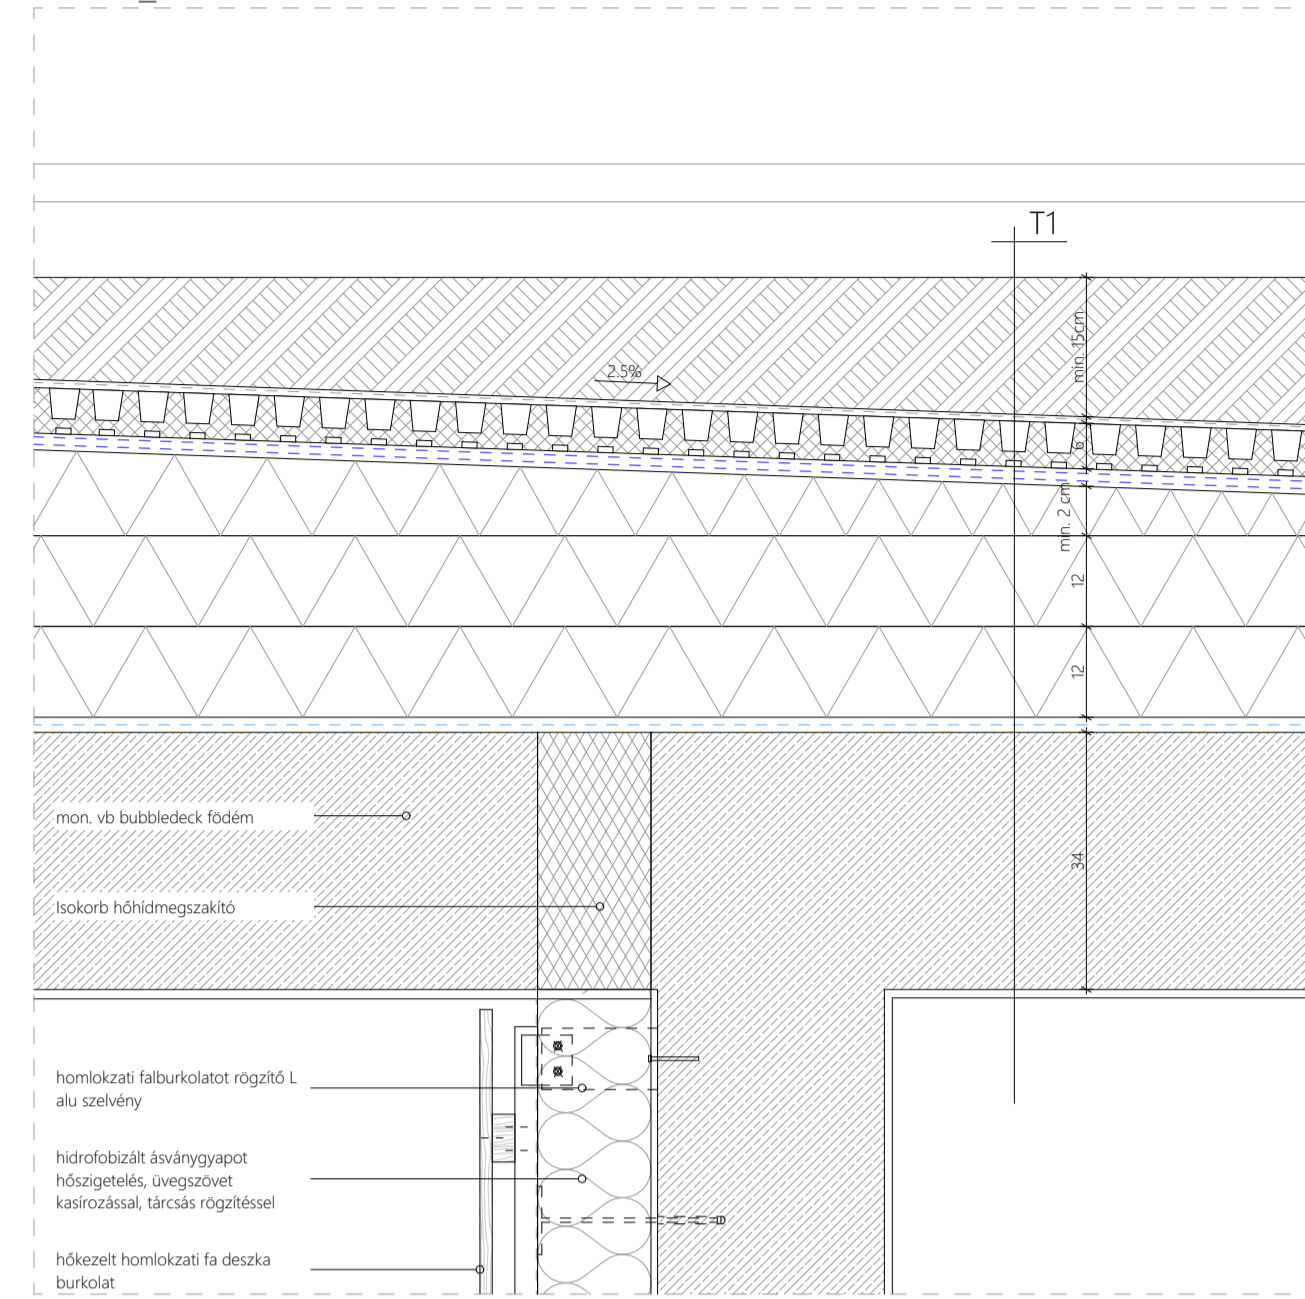 T1
min. 15cm
2.5%
6
min. 2 cm
12
12
mon. vb bubbledeck födém
34
Isokorb hőhídmegszakító
homlokzati falburkolatot rögzítő L
alu szelvény
hidrofobizált ásványgyapot
hőszigetelés, üvegszövet
kasírozással, tárcsás rögzítéssel
hőkezelt homlokzati fa deszka
burkolat